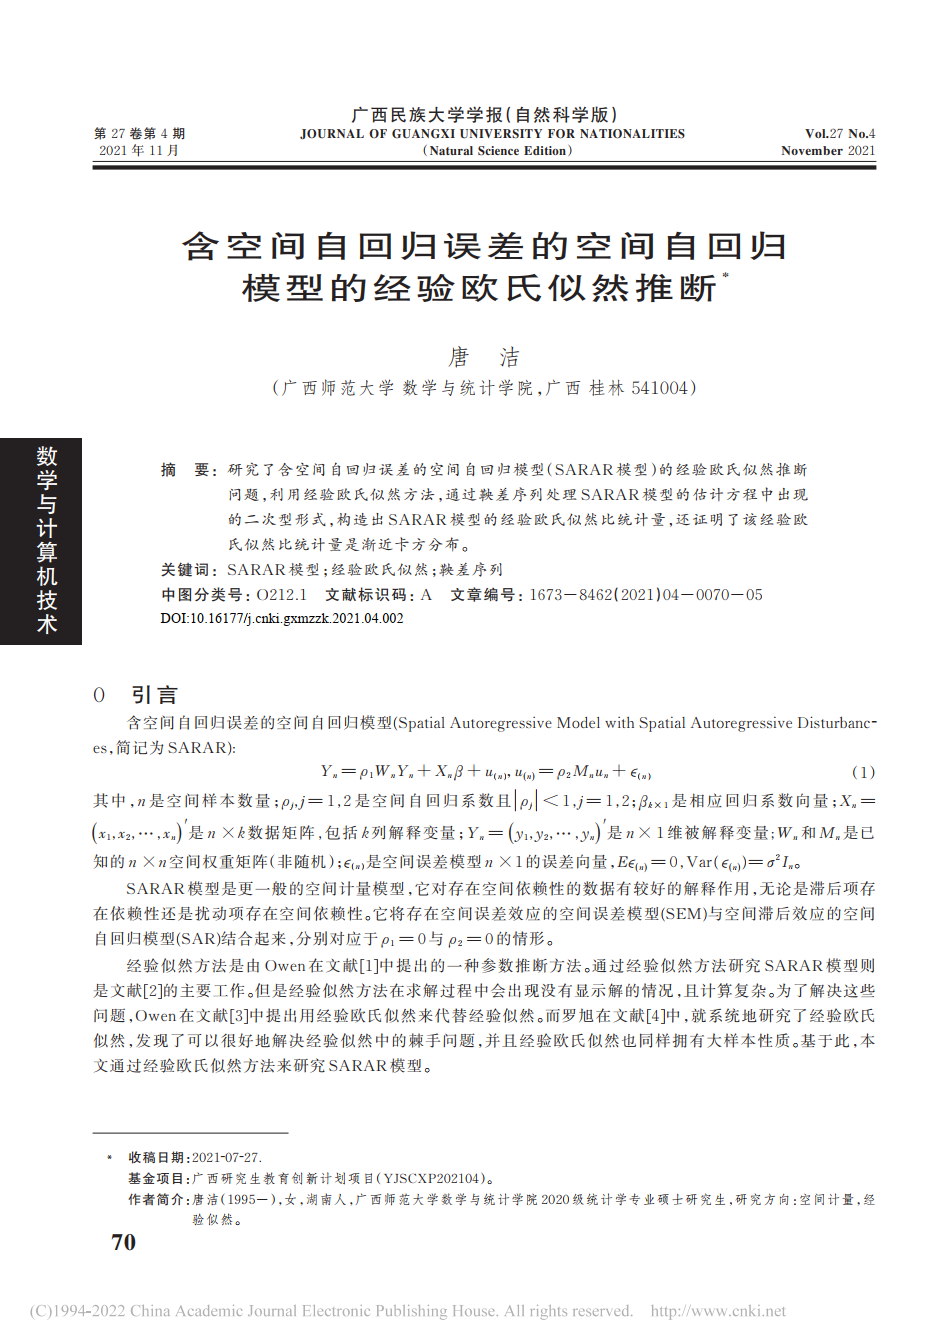 广西民族大学学报(自然科学版)
第 27 卷第 4 期 JOURNAL OF GUANGXI UNIVERSITY FOR NATIONALITIES Vol.27 No.4
2021 年 11 月 (Natural Science Edition) November 2021
含空间自回归误差的空间自回归
模型的经验欧氏似然推断*
唐 洁
(广西师范大学 数学与统计学院,广西 桂林 541004)
数学与计算机技术
摘 要: 研究了含空间自回归误差的空间自回归模型(SARAR模型)的经验欧氏似然推断
问题,利用经验欧氏似然方法,通过鞅差序列处理SARAR模型的估计方程中出现
的二次型形式,构造出SARAR模型的经验欧氏似然比统计量,还证明了该经验欧
氏似然比统计量是渐近卡方分布。
关键词: SARAR模型;经验欧氏似然;鞅差序列
中图分类号: O212.1 文献标识码: A 文章编号: 1673-8462(2021)04-0070-05
DOI:10.16177/j.cnki.gxmzzk.2021.04.002
0 引言
含空间自回归误差的空间自回归模型(Spatial Autoregressive Model with Spatial Autoregressive Disturbanc-
es,简记为SARAR):
Yₙ=ρ₁WₙYₙ+Xₙβ+u₍ₙ₎, u₍ₙ₎=ρ₂Mₙuₙ+ϵ₍ₙ₎ (1)
其中,n是空间样本数量;ρⱼ,j=1,2是空间自回归系数且|ρⱼ|<1,j=1,2;βₖₓ₁是相应回归系数向量;Xₙ=
(x₁,x₂,⋯,xₙ)′是n×k数据矩阵,包括k列解释变量;Yₙ=(y₁,y₂,⋯,yₙ)′是n×1维被解释变量;Wₙ和Mₙ是已
知的n×n空间权重矩阵(非随机);ϵ₍ₙ₎是空间误差模型n×1的误差向量,Eϵ₍ₙ₎=0,Var(ϵ₍ₙ₎)=σ²Iₙ。
SARAR模型是更一般的空间计量模型,它对存在空间依赖性的数据有较好的解释作用,无论是滞后项存
在依赖性还是扰动项存在空间依赖性。它将存在空间误差效应的空间误差模型(SEM)与空间滞后效应的空间
自回归模型(SAR)结合起来,分别对应于ρ₁=0与ρ₂=0的情形。
经验似然方法是由Owen在文献[1]中提出的一种参数推断方法。通过经验似然方法研究SARAR模型则
是文献[2]的主要工作。但是经验似然方法在求解过程中会出现没有显示解的情况,且计算复杂。为了解决这些
问题,Owen在文献[3]中提出用经验欧氏似然来代替经验似然。而罗旭在文献[4]中,就系统地研究了经验欧氏
似然,发现了可以很好地解决经验似然中的棘手问题,并且经验欧氏似然也同样拥有大样本性质。基于此,本
文通过经验欧氏似然方法来研究SARAR模型。
* 收稿日期:2021-07-27.
基金项目:广西研究生教育创新计划项目(YJSCXP202104)。
作者简介:唐洁(1995-),女,湖南人,广西师范大学数学与统计学院2020级统计学专业硕士研究生,研究方向:空间计量,经
验似然。
70
(C)1994-2022 China Academic Journal Electronic Publishing House. All rights reserved. http://www.cnki.net